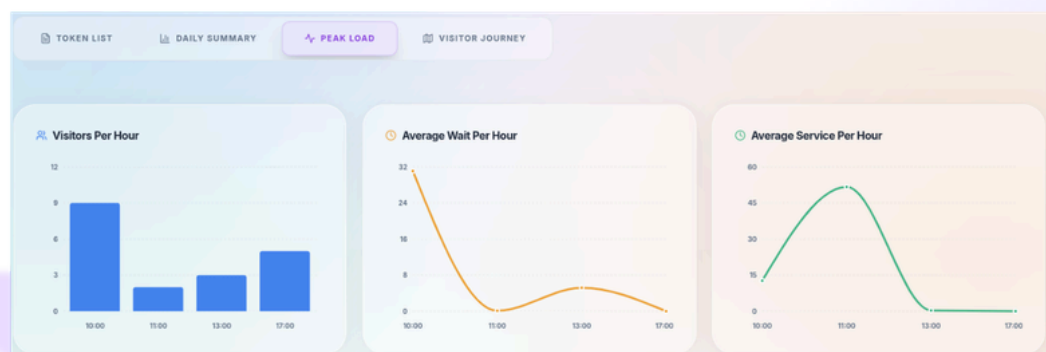 TOKEN LIST
DAILY SUMMARY
PEAK LOAD
VISITOR JOURNEY
Visitors Per Hour
12
9
6
3
0
10:00 11:00 13:00 17:00
Average Wait Per Hour
32
24
16
8
0
10:00 11:00 13:00 17:00
Average Service Per Hour
60
45
30
15
0
10:00 11:00 13:00 17:00